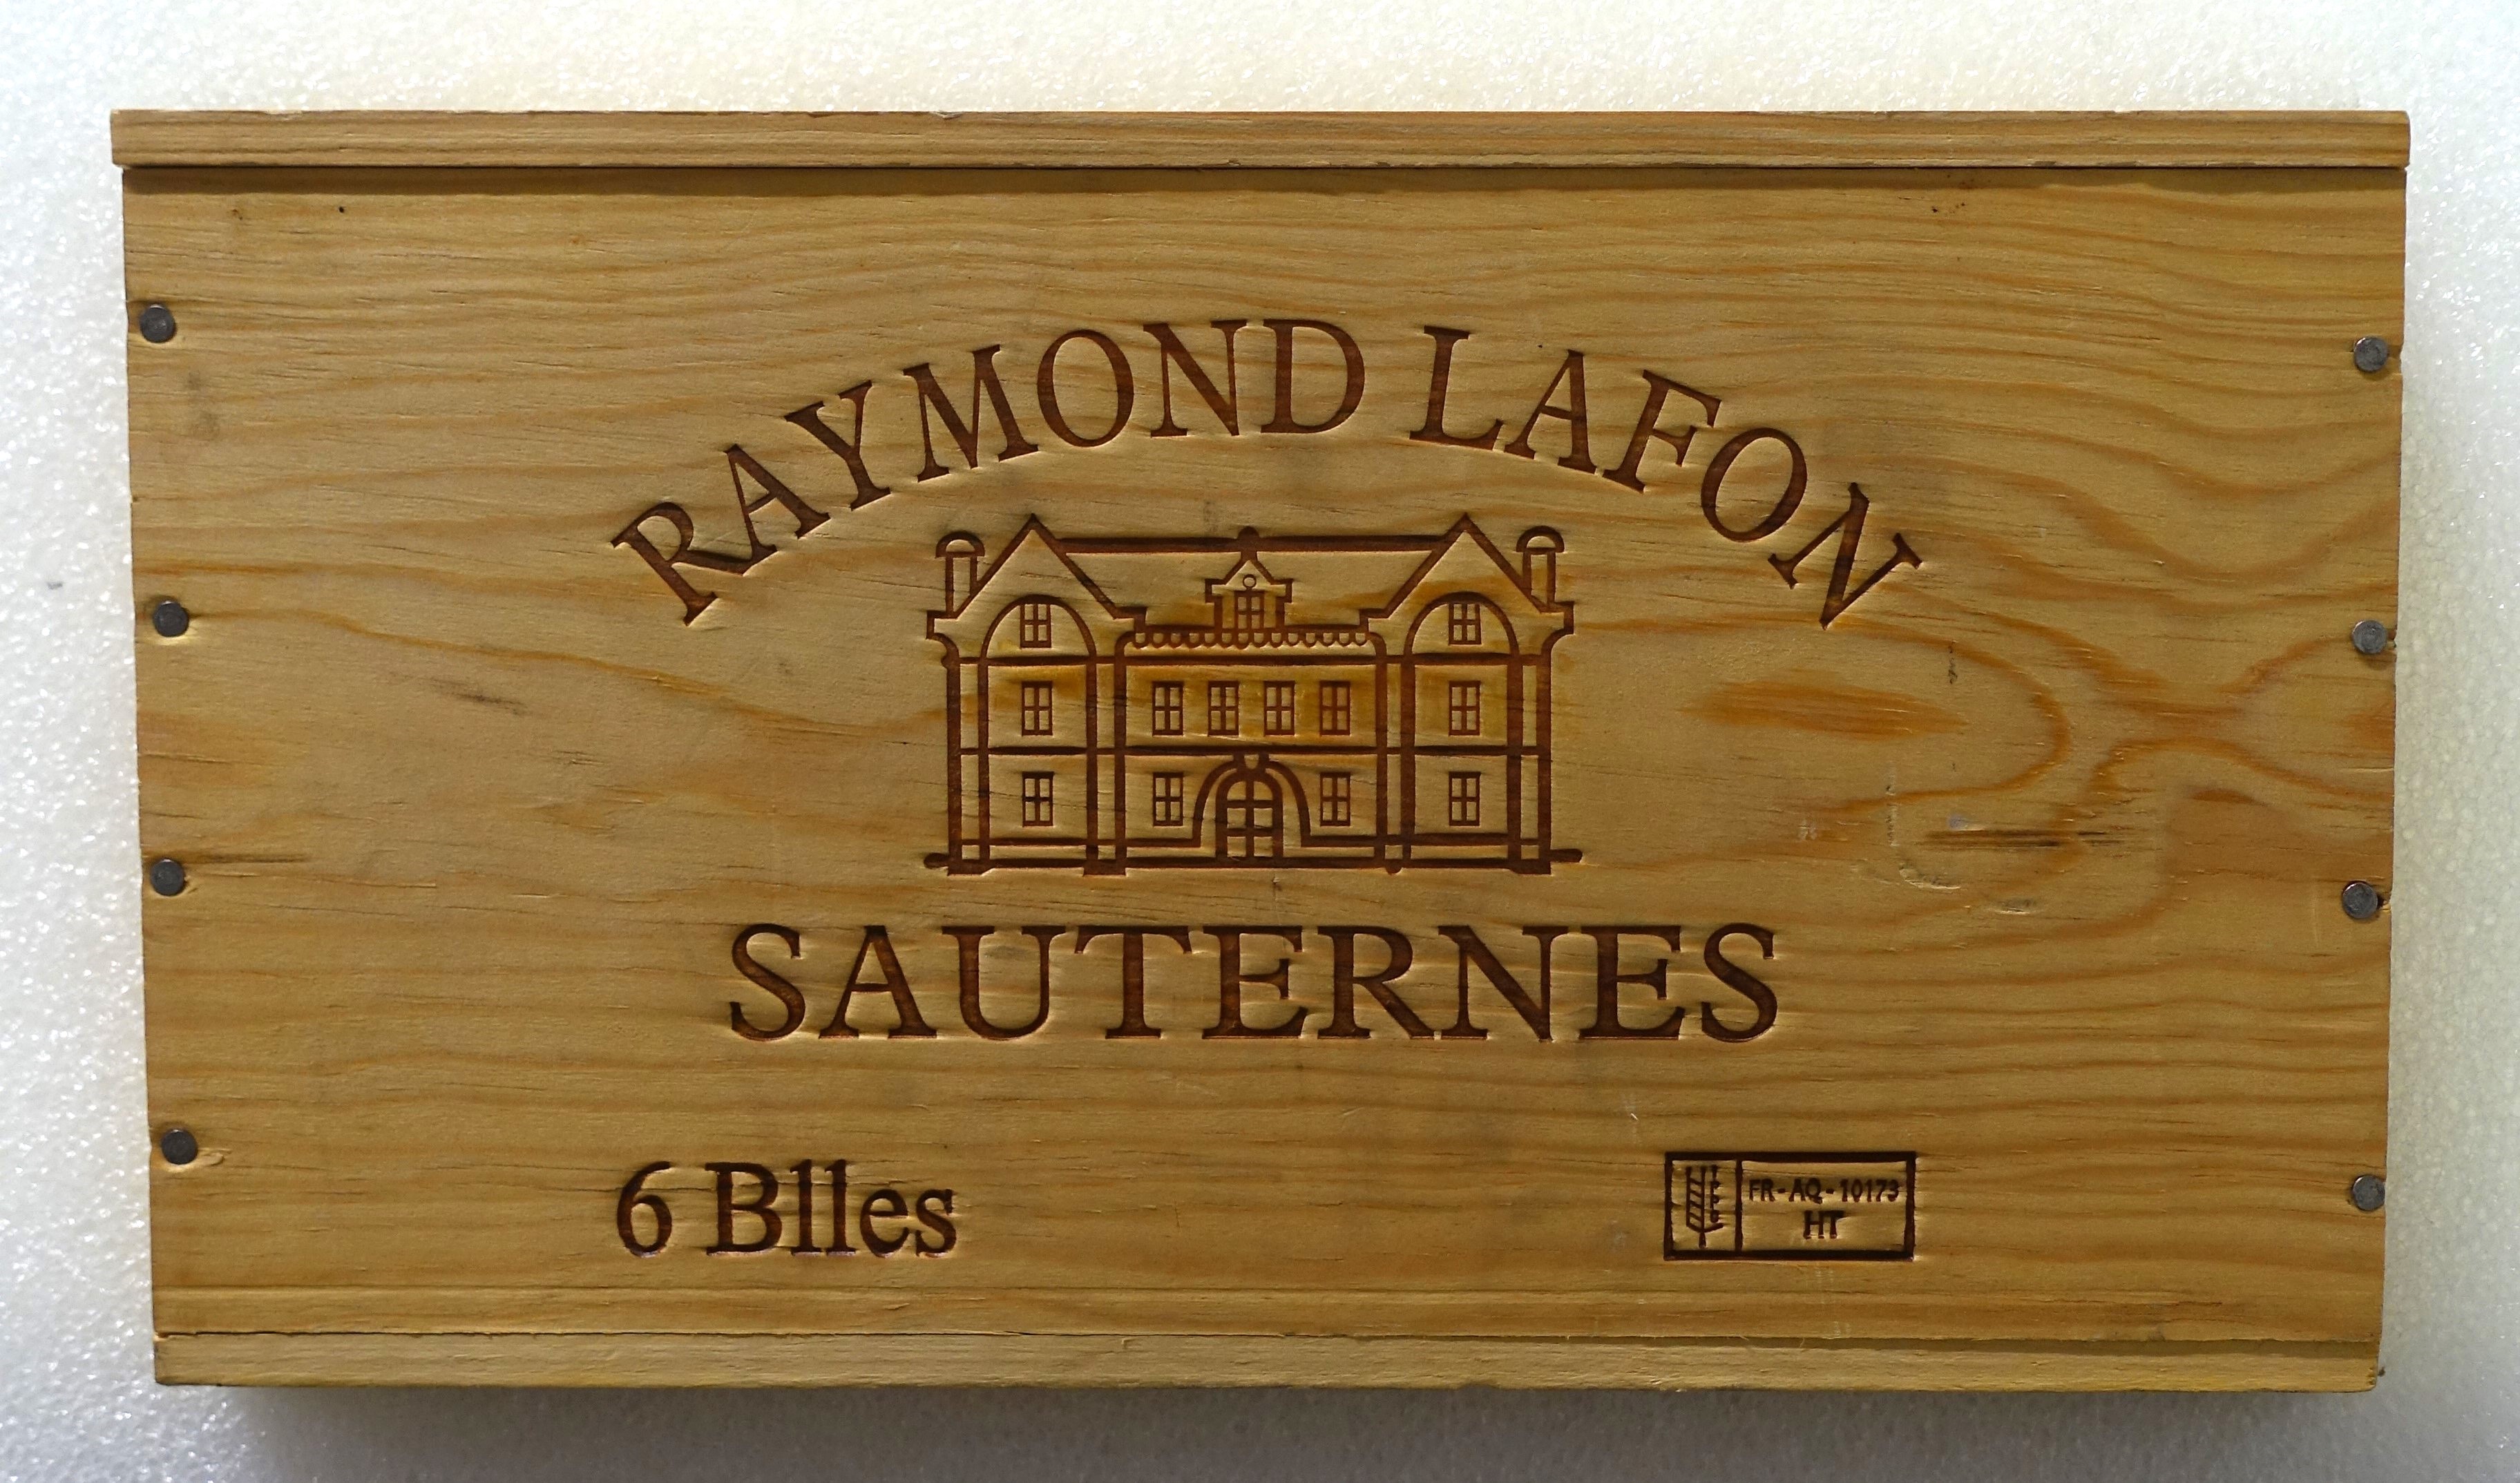 RAYMOND LAFON
SAUTERNES
6 Blles
FR-AQ-10173
HT